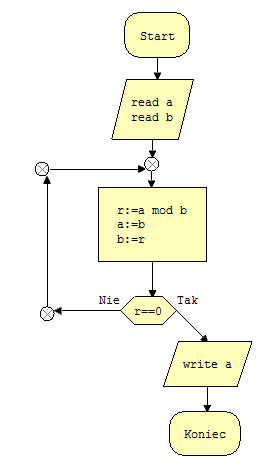 Start
read a
read b
r:=a mod b
a:=b
b:=r
Nie
Tak
r==0
write a
Koniec